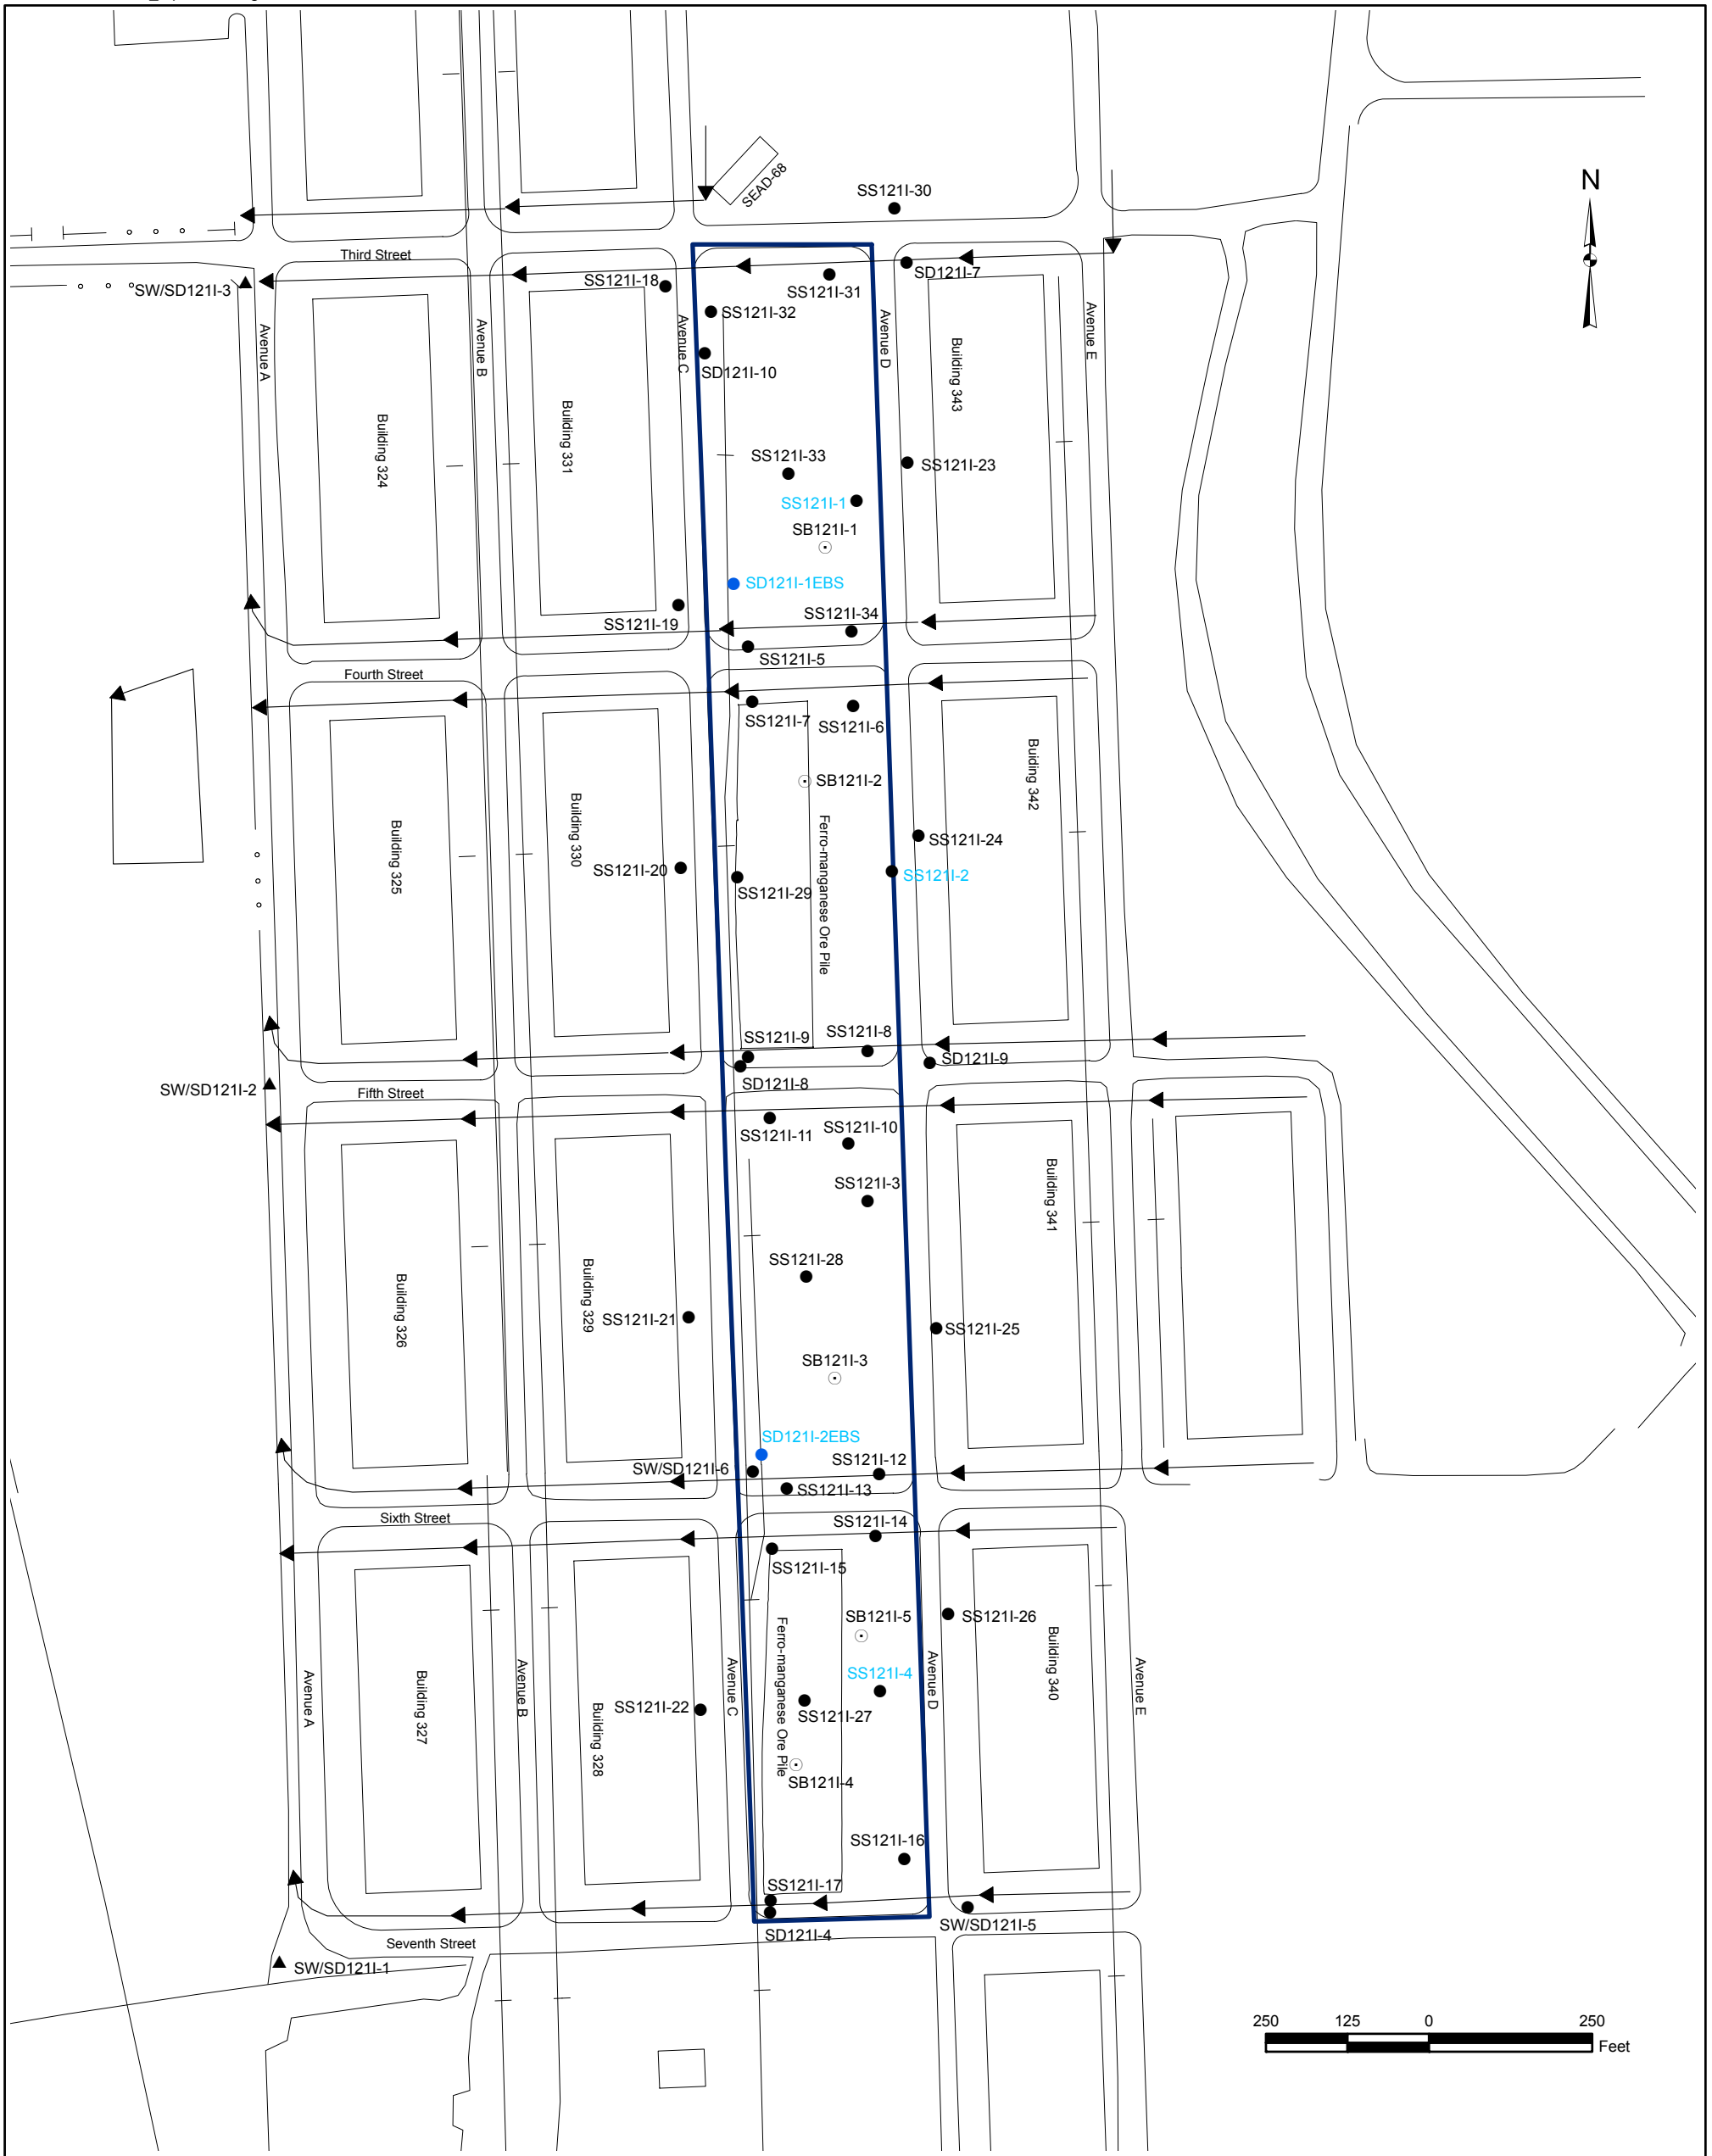 SEAD-68
SS121I-30
N
Third Street
SW/SD121I-3
SS121I-18
SS121I-31
SD121I-7
SS121I-32
SD121I-10
Avenue A
Avenue B
Avenue C
Avenue D
Avenue E
Building 324
Building 331
Building 343
SS121I-33
SS121I-23
SS121I-1
SB121I-1
SD121I-1EBS
SS121I-19
SS121I-34
SS121I-5
Fourth Street
SS121I-7
SS121I-6
SB121I-2
Building 325
Building 330
Ferro-manganese Ore Pile
Buiding 342
SS121I-24
SS121I-20
SS121I-2
SS121I-29
SS121I-9
SS121I-8
SD121I-9
SD121I-8
SW/SD121I-2
Fifth Street
SS121I-11
SS121I-10
SS121I-3
Building 341
SS121I-28
Building 326
Building 329
SS121I-21
SS121I-25
SB121I-3
SD121I-2EBS
SW/SD121I-6
SS121I-12
SS121I-13
Sixth Street
SS121I-14
SS121I-15
SB121I-5
SS121I-26
Ferro-manganese Ore Pile
Building 340
Avenue A
Avenue B
Avenue C
Avenue D
Avenue E
Building 327
Building 328
SS121I-4
SS121I-22
SS121I-27
SB121I-4
SS121I-16
SS121I-17
SD121I-4
SW/SD121I-5
Seventh Street
SW/SD121I-1
250 125 0 250
Feet